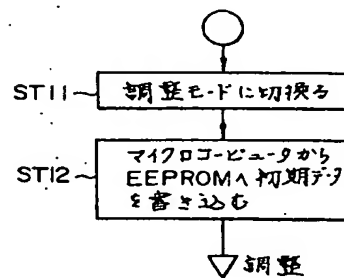 ST11
調整モードに切換る
ST12
マイクロコンピュータから
EEPROMへ初期データ
を書き込む
調整